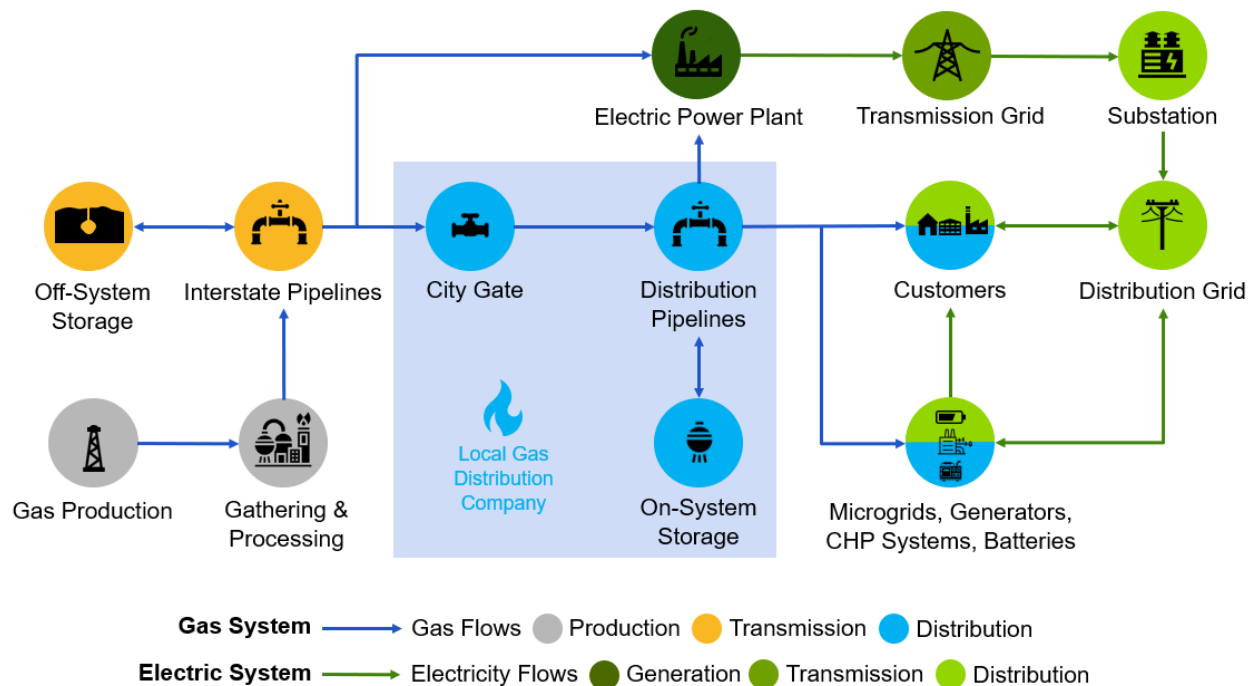 Electric Power Plant
Transmission Grid
Substation
Off-System
Storage
Interstate Pipelines
City Gate
Distribution
Pipelines
Customers
Distribution Grid
Gas Production
Gathering &
Processing
Local Gas
Distribution
Company
On-System
Storage
Microgrids, Generators,
CHP Systems, Batteries
Gas System Gas Flows Production Transmission Distribution
Electric System Electricity Flows Generation Transmission Distribution